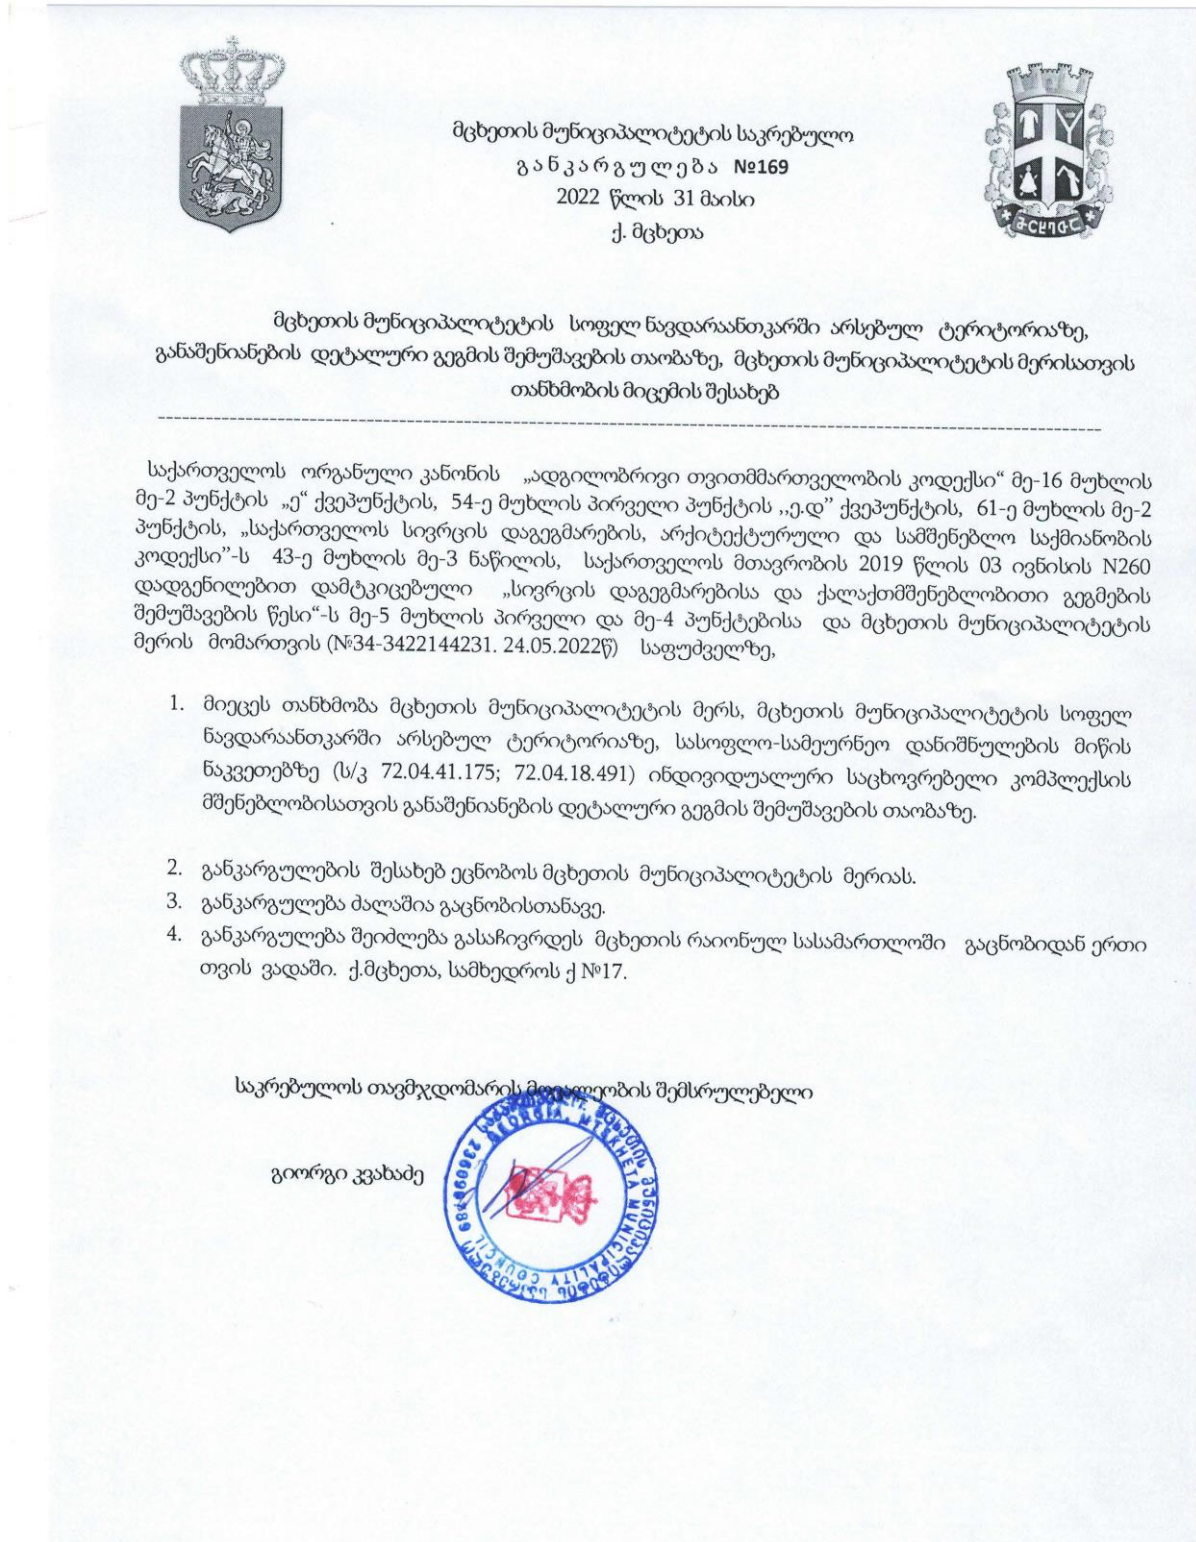 მცხეთის მუნიციპალიტეტის საკრებულო
გ ა ნ კ ა რ გ უ ლ ე ბ ა №169
2022 წლის 31 მაისი
ქ. მცხეთა
მცხეთის მუნიციპალიტეტის სოფელ ნავდარაანთკარში არსებულ ტერიტორიაზე,
განაშენიანების დეტალური გეგმის შემუშავების თაობაზე, მცხეთის მუნიციპალიტეტის მერისათვის
თანხმობის მიცემის შესახებ
საქართველოს ორგანული კანონის „ადგილობრივი თვითმმართველობის კოდექსი“ მე-16 მუხლის
მე-2 პუნქტის „ე“ ქვეპუნქტის, 54-ე მუხლის პირველი პუნქტის ,,ე.დ” ქვეპუნქტის, 61-ე მუხლის მე-2
პუნქტის, „საქართველოს სივრცის დაგეგმარების, არქიტექტურული და სამშენებლო საქმიანობის
კოდექსი”-ს 43-ე მუხლის მე-3 ნაწილის, საქართველოს მთავრობის 2019 წლის 03 ივნისის N260
დადგენილებით დამტკიცებული „სივრცის დაგეგმარებისა და ქალაქთმშენებლობითი გეგმების
შემუშავების წესი“-ს მე-5 მუხლის პირველი და მე-4 პუნქტებისა და მცხეთის მუნიციპალიტეტის
მერის მომართვის (№34-3422144231. 24.05.2022წ) საფუძველზე,
1. მიეცეს თანხმობა მცხეთის მუნიციპალიტეტის მერს, მცხეთის მუნიციპალიტეტის სოფელ
ნავდარაანთკარში არსებულ ტერიტორიაზე, სასოფლო-სამეურნეო დანიშნულების მიწის
ნაკვეთებზე (ს/კ 72.04.41.175; 72.04.18.491) ინდივიდუალური საცხოვრებელი კომპლექსის
მშენებლობისათვის განაშენიანების დეტალური გეგმის შემუშავების თაობაზე.
2. განკარგულების შესახებ ეცნობოს მცხეთის მუნიციპალიტეტის მერიას.
3. განკარგულება ძალაშია გაცნობისთანავე.
4. განკარგულება შეიძლება გასაჩივრდეს მცხეთის რაიონულ სასამართლოში გაცნობიდან ერთი
თვის ვადაში. ქ.მცხეთა, სამხედროს ქ №17.
საკრებულოს თავმჯდომარის მოვალეობის შემსრულებელი
გიორგი კვახაძე
მცხეთის მუნიციპალიტეტის საკრებულო
GEORGIA, MTSKHETA MUNICIPALITY COUNCIL